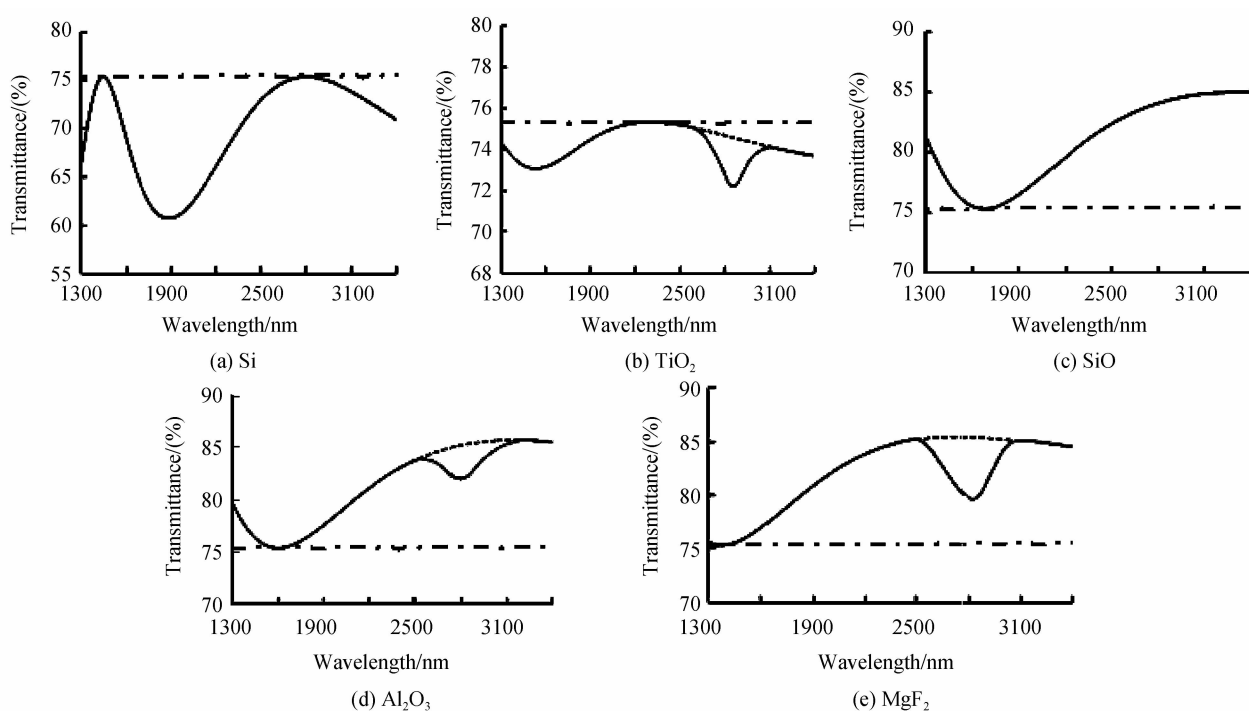 80
75
70
65
60
55
Transmittance/(%)
1300 1900 2500 3100
Wavelength/nm
(a) Si
80
78
76
74
72
70
68
Transmittance/(%)
1300 1900 2500 3100
Wavelength/nm
(b) TiO₂
90
85
80
75
70
Transmittance/(%)
1300 1900 2500 3100
Wavelength/nm
(c) SiO
90
85
80
75
70
Transmittance/(%)
1300 1900 2500 3100
Wavelength/nm
(d) Al₂O₃
90
85
80
75
70
Transmittance/(%)
1300 1900 2500 3100
Wavelength/nm
(e) MgF₂